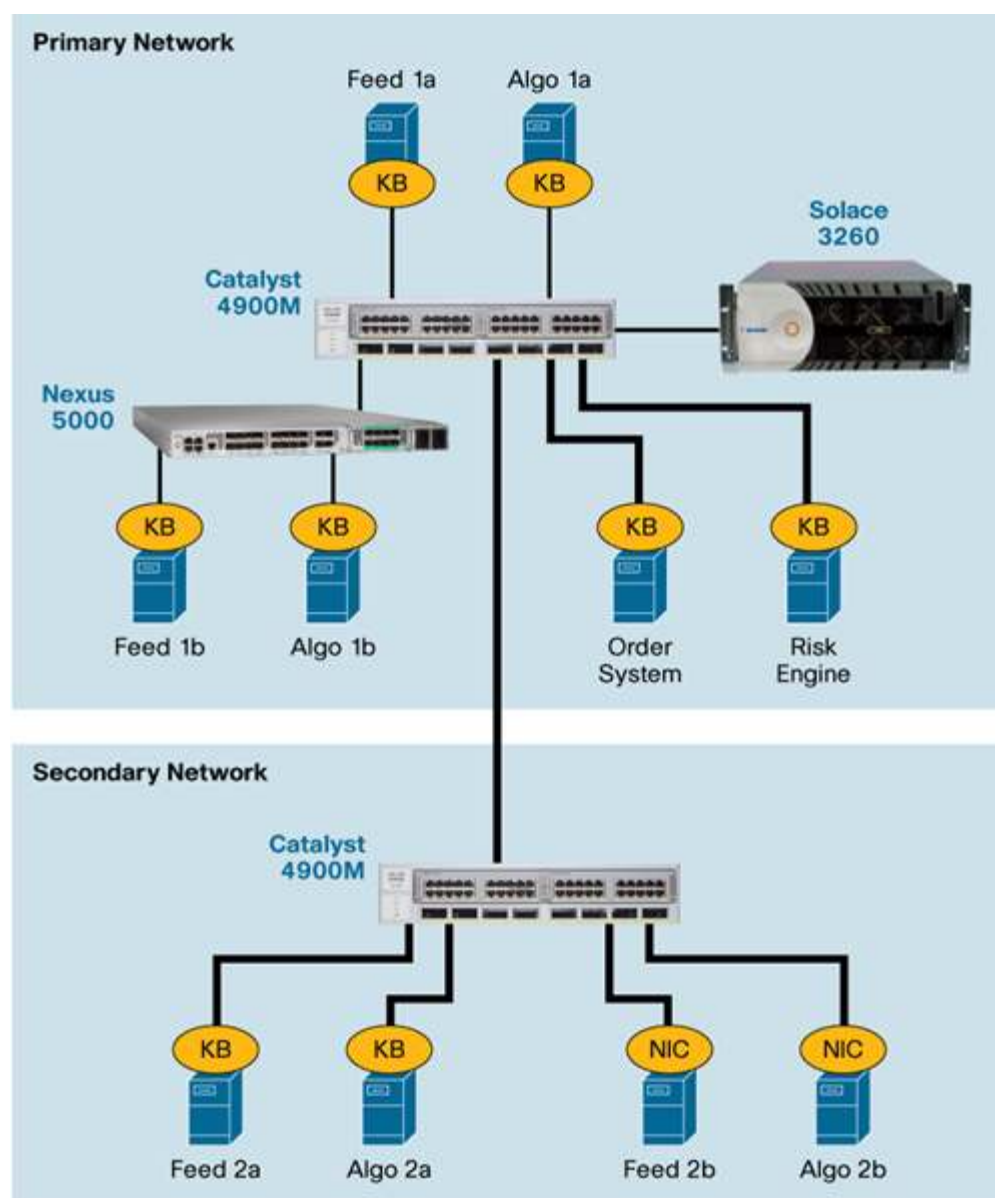 Primary Network
Feed 1a
Algo 1a
KB
KB
Solace
3260
Catalyst
4900M
Nexus
5000
KB
KB
KB
KB
Feed 1b
Algo 1b
Order
System
Risk
Engine
Secondary Network
Catalyst
4900M
KB
KB
NIC
NIC
Feed 2a
Algo 2a
Feed 2b
Algo 2b